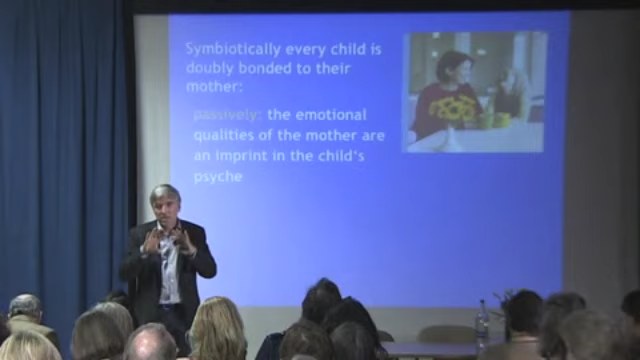 Symbiotically every child is
doubly bonded to their
mother:
passively: the emotional
qualities of the mother are
an imprint in the child's
psyche